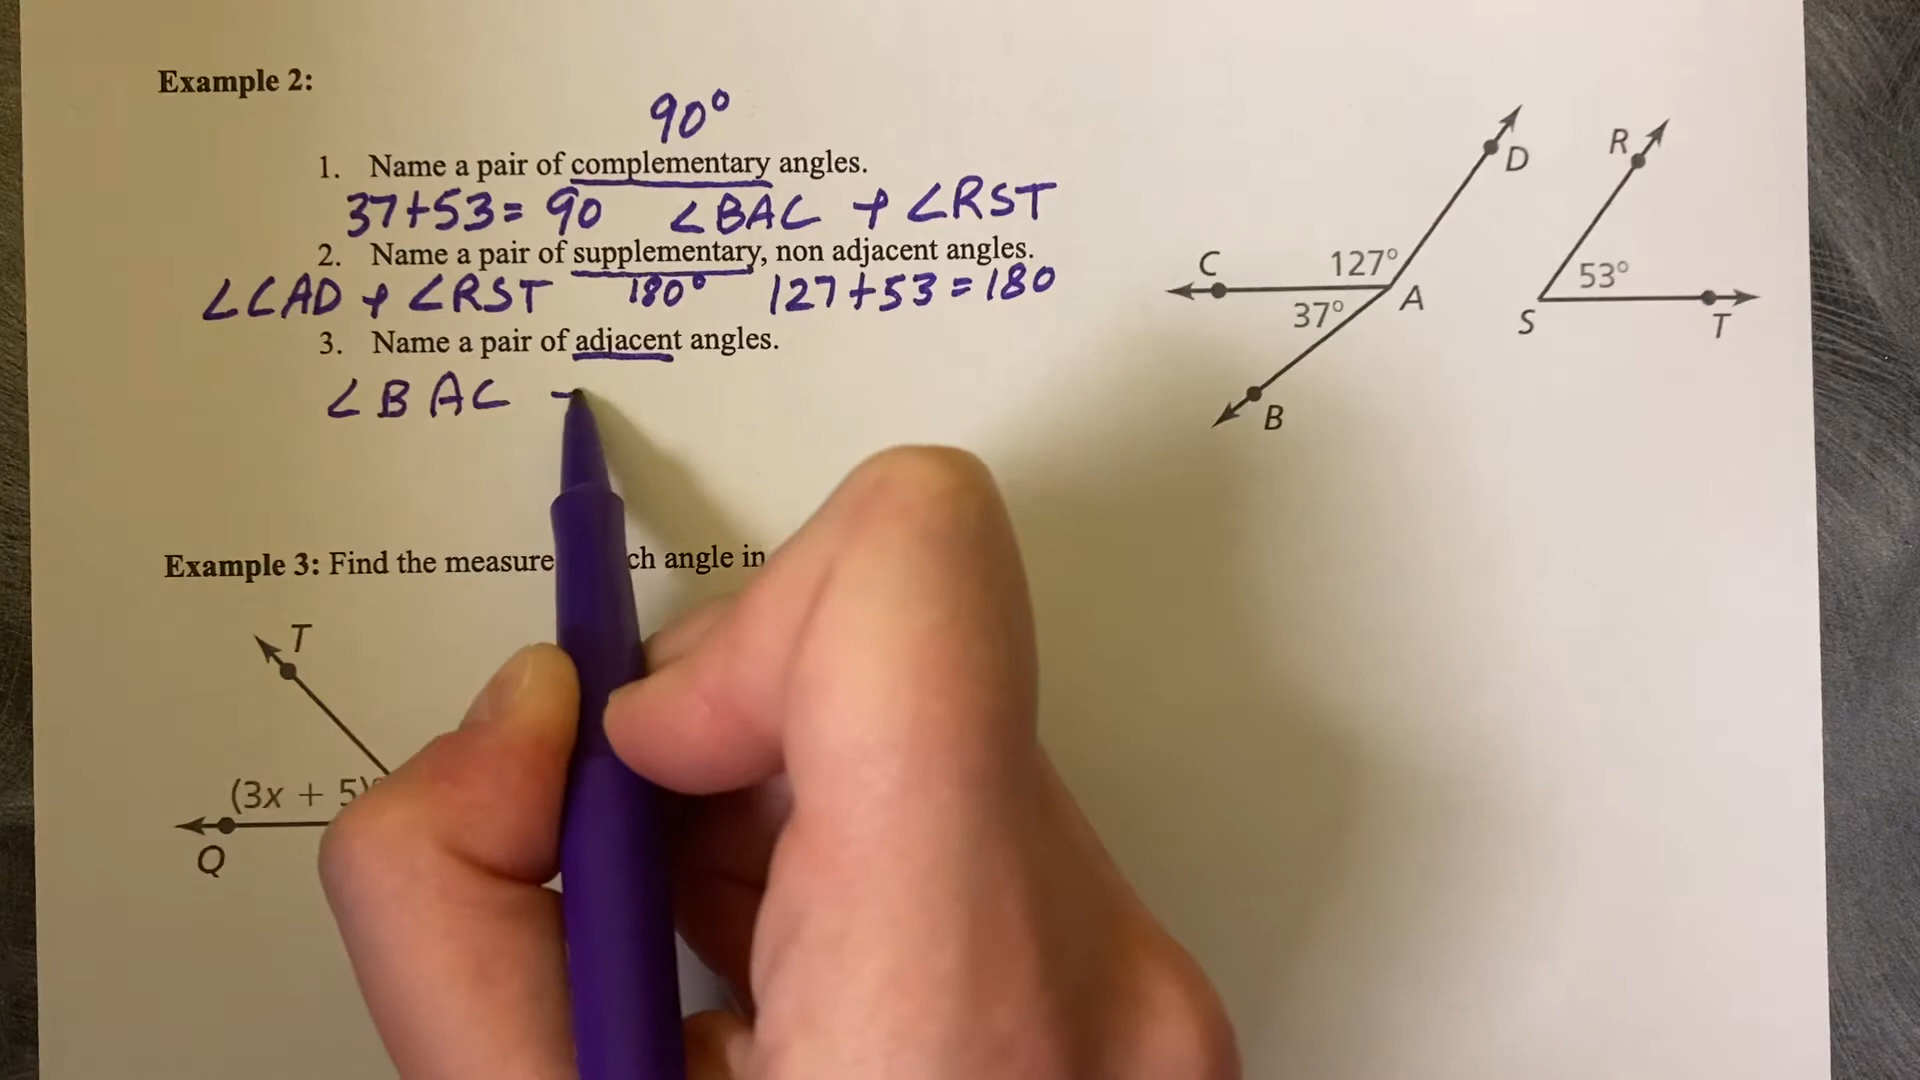 Example 2:
90°
1. Name a pair of complementary angles.
37+53= 90 ∠BAC + ∠RST
2. Name a pair of supplementary, non adjacent angles.
∠CAD + ∠RST 180° 127+53=180
3. Name a pair of adjacent angles.
∠BAC
D
R
C
127°
A
37°
B
53°
S
T
Example 3: Find the measure angle in
T
(3x + 5)°
Q